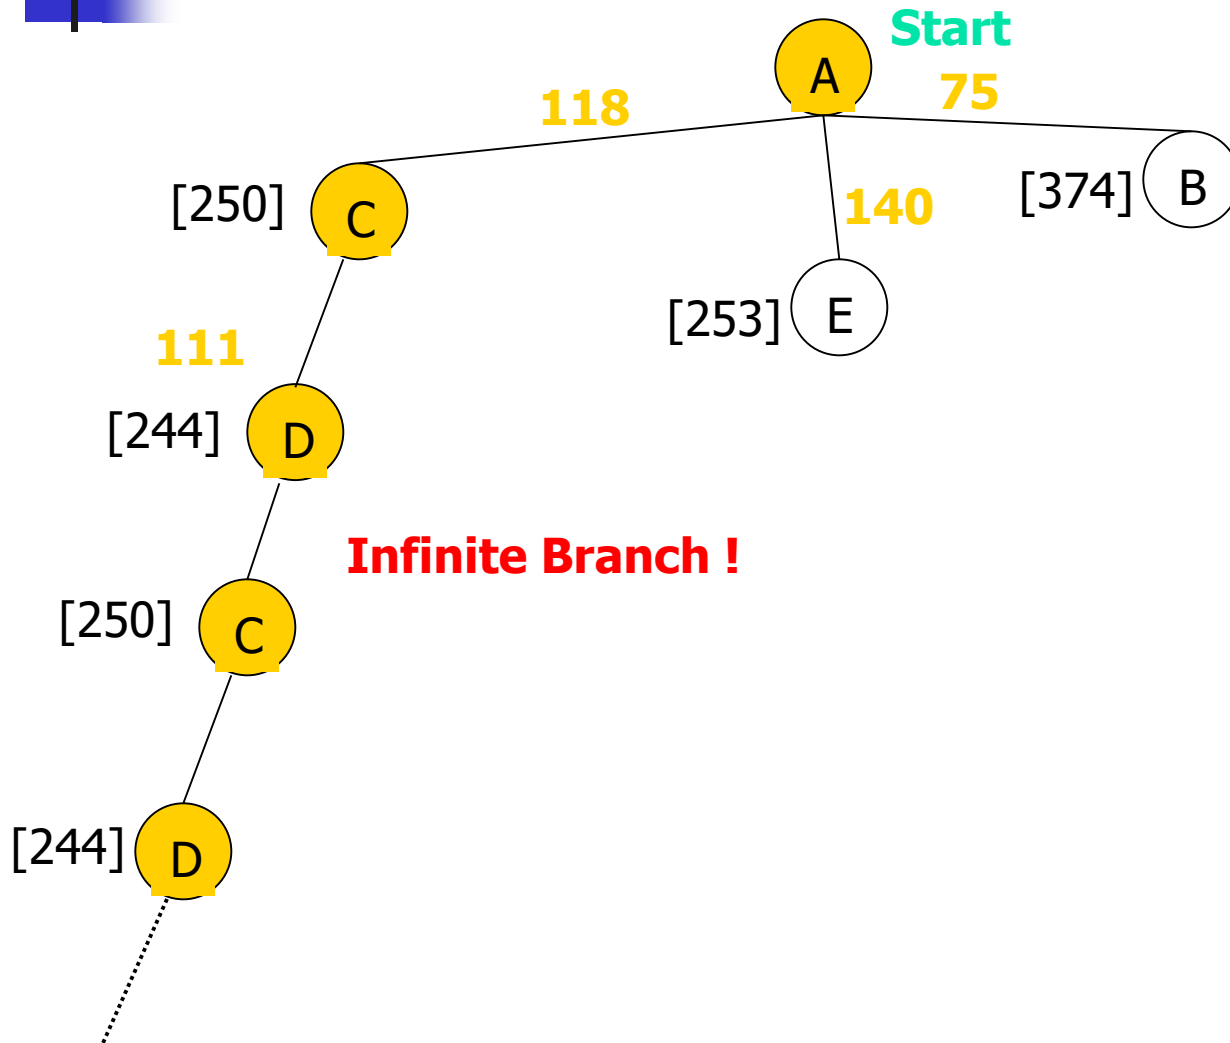 Start
A
75
118
[250]
C
140
[374]
B
[253]
E
111
[244]
D
Infinite Branch !
[250]
C
[244]
D